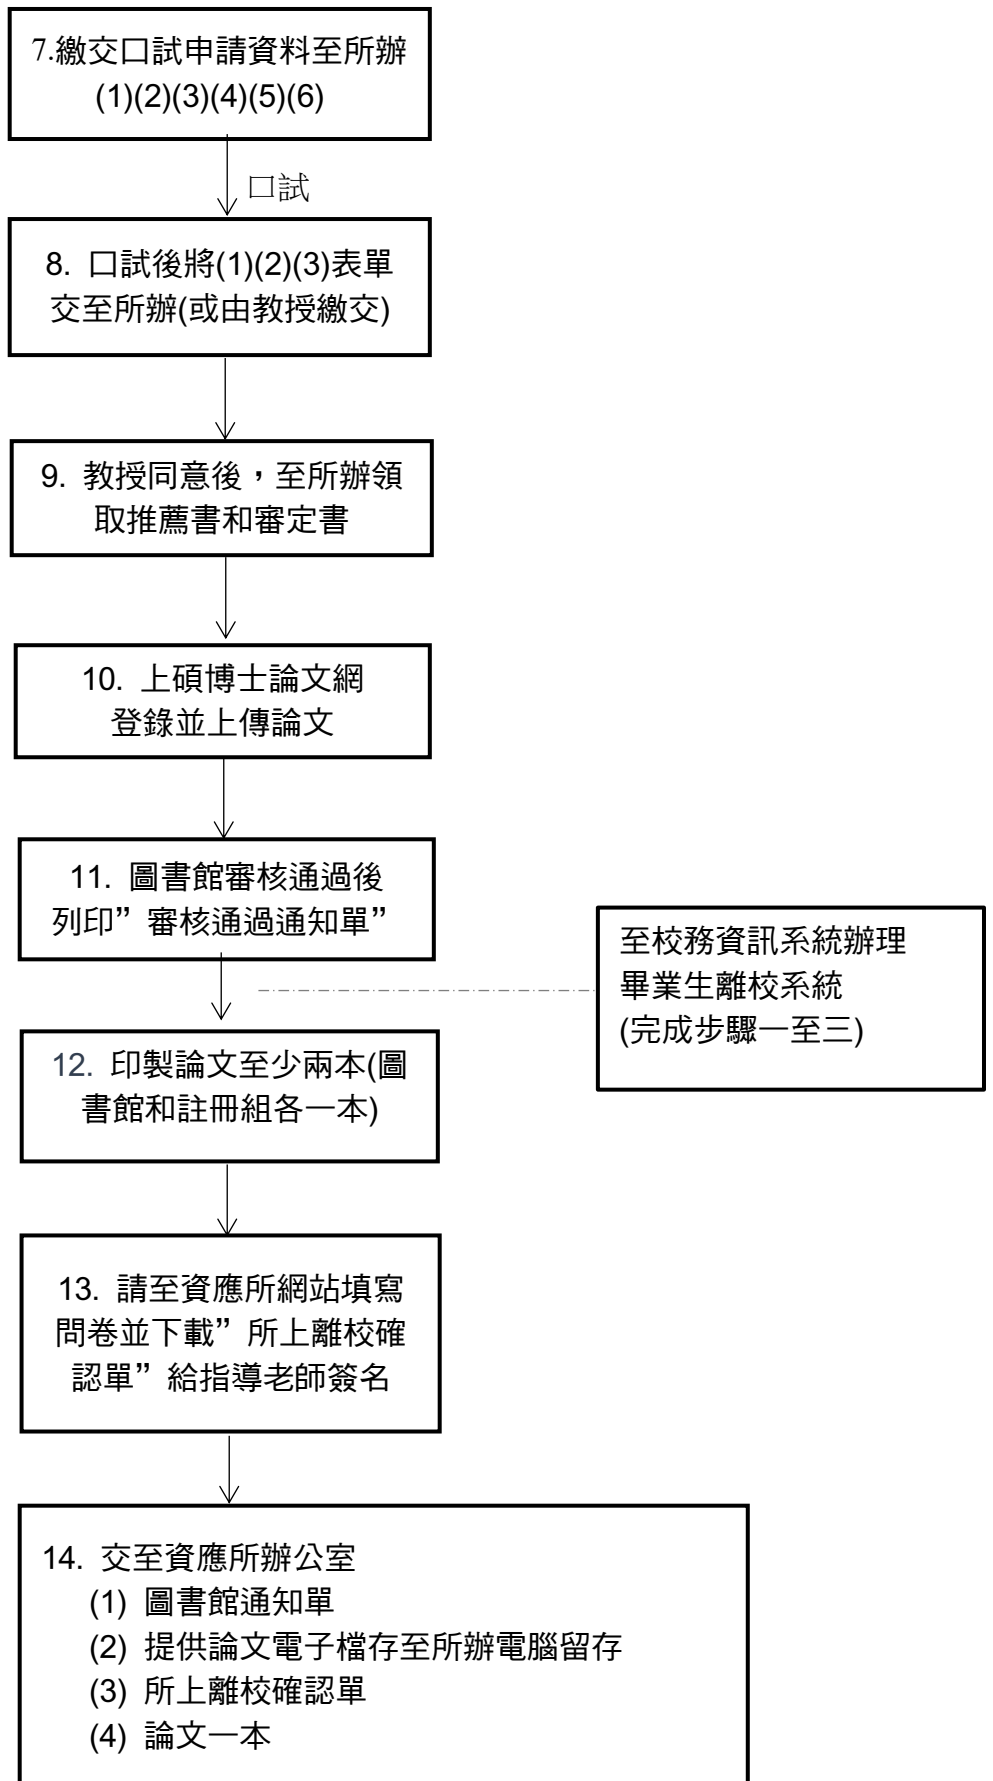 7.繳交口試申請資料至所辦
(1)(2)(3)(4)(5)(6)
口試
8. 口試後將(1)(2)(3)表單
交至所辦(或由教授繳交)
9. 教授同意後，至所辦領
取推薦書和審定書
10. 上碩博士論文網
登錄並上傳論文
11. 圖書館審核通過後
列印”審核通過通知單”
至校務資訊系統辦理
畢業生離校系統
(完成步驟一至三)
12. 印製論文至少兩本(圖
書館和註冊組各一本)
13. 請至資應所網站填寫
問卷並下載”所上離校確
認單”給指導老師簽名
14. 交至資應所辦公室
(1) 圖書館通知單
(2) 提供論文電子檔存至所辦電腦留存
(3) 所上離校確認單
(4) 論文一本